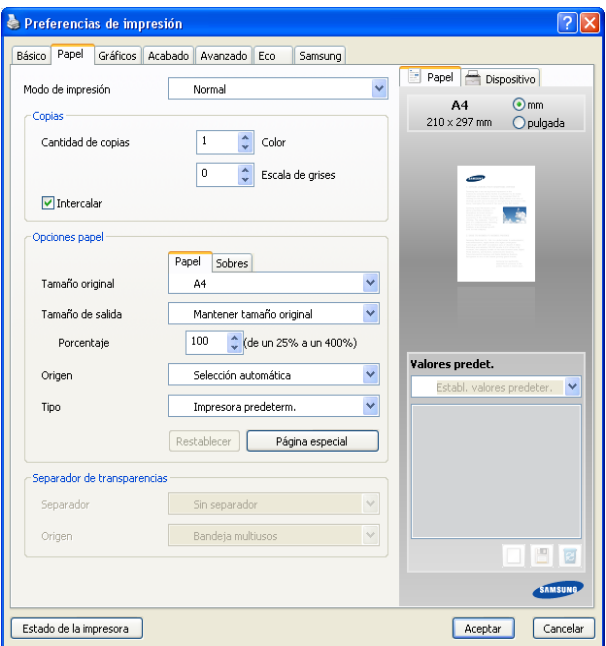 Preferencias de impresión
Básico Papel Gráficos Acabado Avanzado Eco Samsung
Modo de impresión Normal
Copias
Cantidad de copias 1 Color
0 Escala de grises
Intercalar
Opciones papel
Papel Sobres
Tamaño original A4
Tamaño de salida Mantener tamaño original
Porcentaje 100 (de un 25% a un 400%)
Origen Selección automática
Tipo Impresora predeterm.
Restablecer Página especial
Separador de transparencias
Separador Sin separador
Origen Bandeja multiusos
Papel Dispositivo
A4 mm
210 x 297 mm pulgada
Valores predet.
Establ. valores predeter.
SAMSUNG
Estado de la impresora Aceptar Cancelar